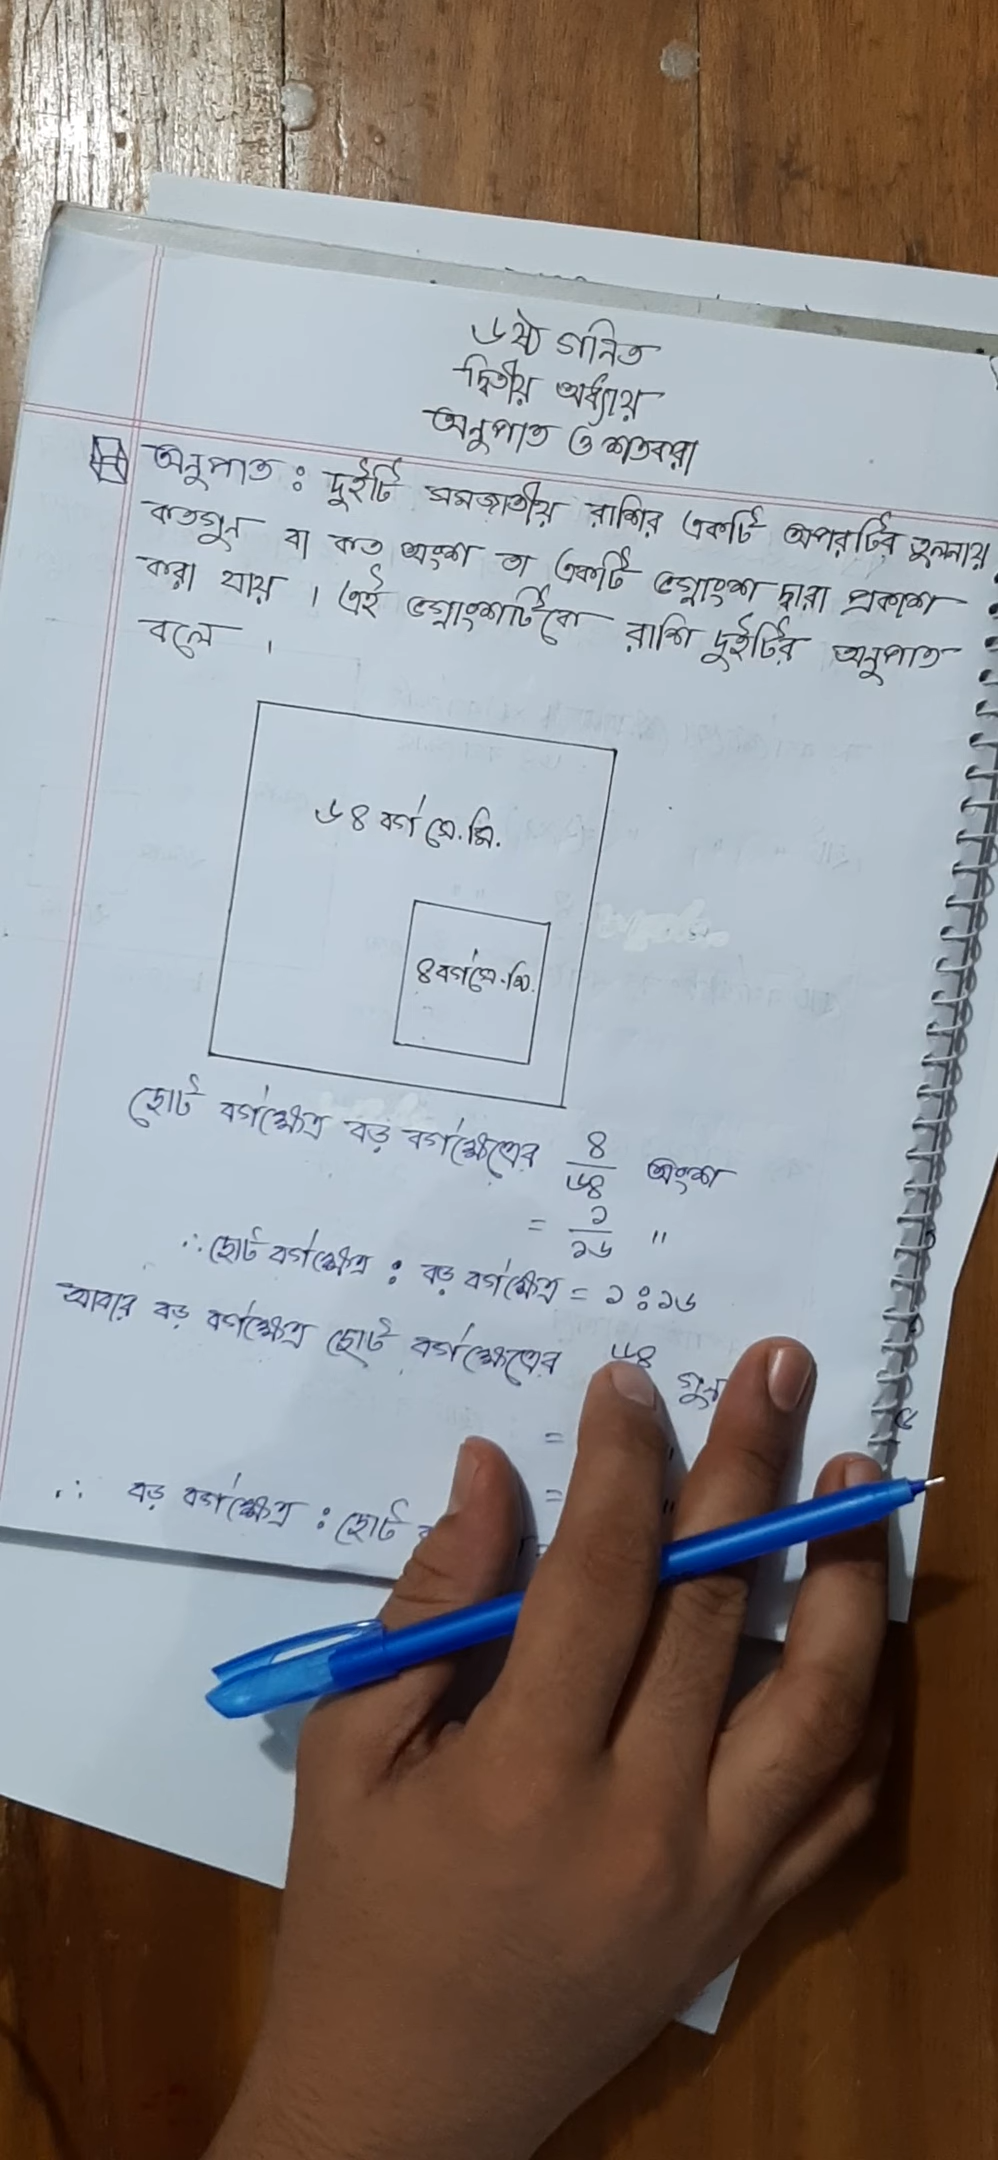 ৬ষ্ঠ গনিত
দ্বিতীয় অধ্যায়
অনুপাত ও শতকরা
অনুপাত : দুইটি সমজাতীয় রাশির একটি অপরটির তুলনায়
কতগুন বা কত অংশ তা একটি ভগ্নাংশ দ্বারা প্রকাশ
করা যায় । এই ভগ্নাংশটিকে রাশি দুইটির অনুপাত
বলে ।
৬৪ বর্গ সে.মি.
৪ বর্গ সে.মি.
ছোট বর্গক্ষেত্র বড় বর্গক্ষেত্রের ৪/৬৪ অংশ
= ১/১৬ "
∴ ছোট বর্গক্ষেত্র : বড় বর্গক্ষেত্র = ১ : ১৬
আবার বড় বর্গক্ষেত্র ছোট বর্গক্ষেত্রের ৬৪ গুন
=
= "
∴ বড় বর্গক্ষেত্র : ছোট